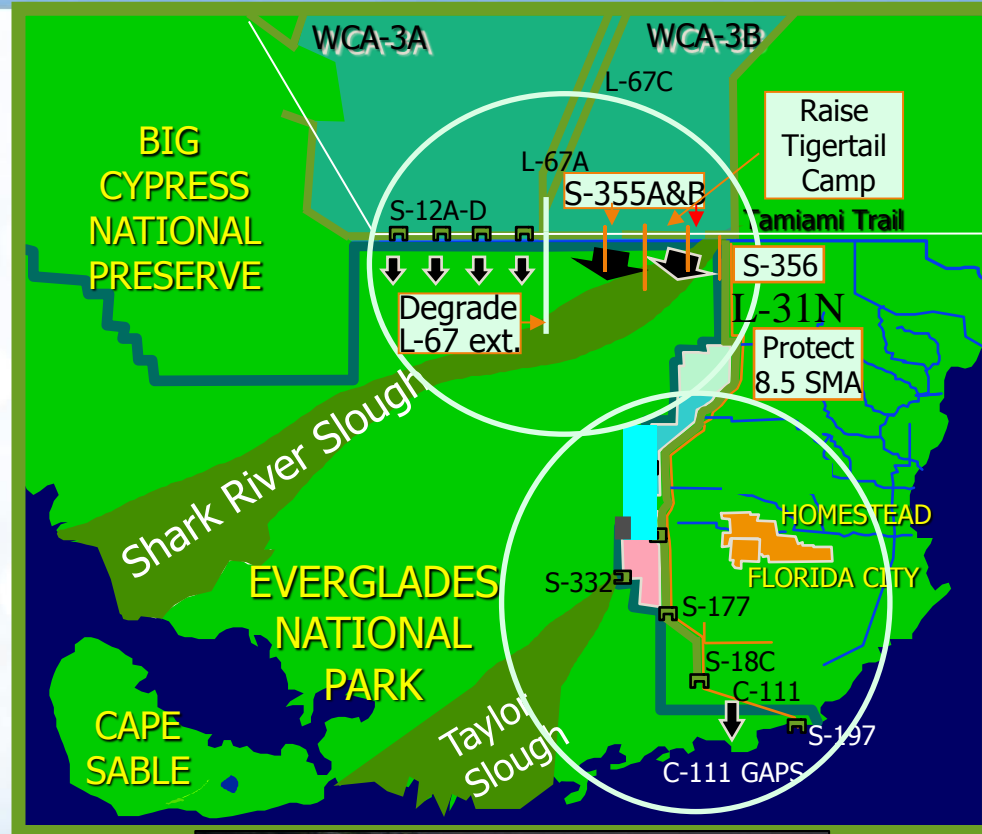 WCA-3A
WCA-3B
L-67C
Raise
Tigertail
Camp
BIG
CYPRESS
NATIONAL
PRESERVE
L-67A
S-355A&B
S-12A-D
Tamiami Trail
S-356
Degrade
L-67 ext.
L-31N
Protect
8.5 SMA
Shark River Slough
HOMESTEAD
FLORIDA CITY
EVERGLADES
NATIONAL
PARK
S-332
S-177
S-18C
C-111
S-197
CAPE
SABLE
Taylor
Slough
C-111 GAPS